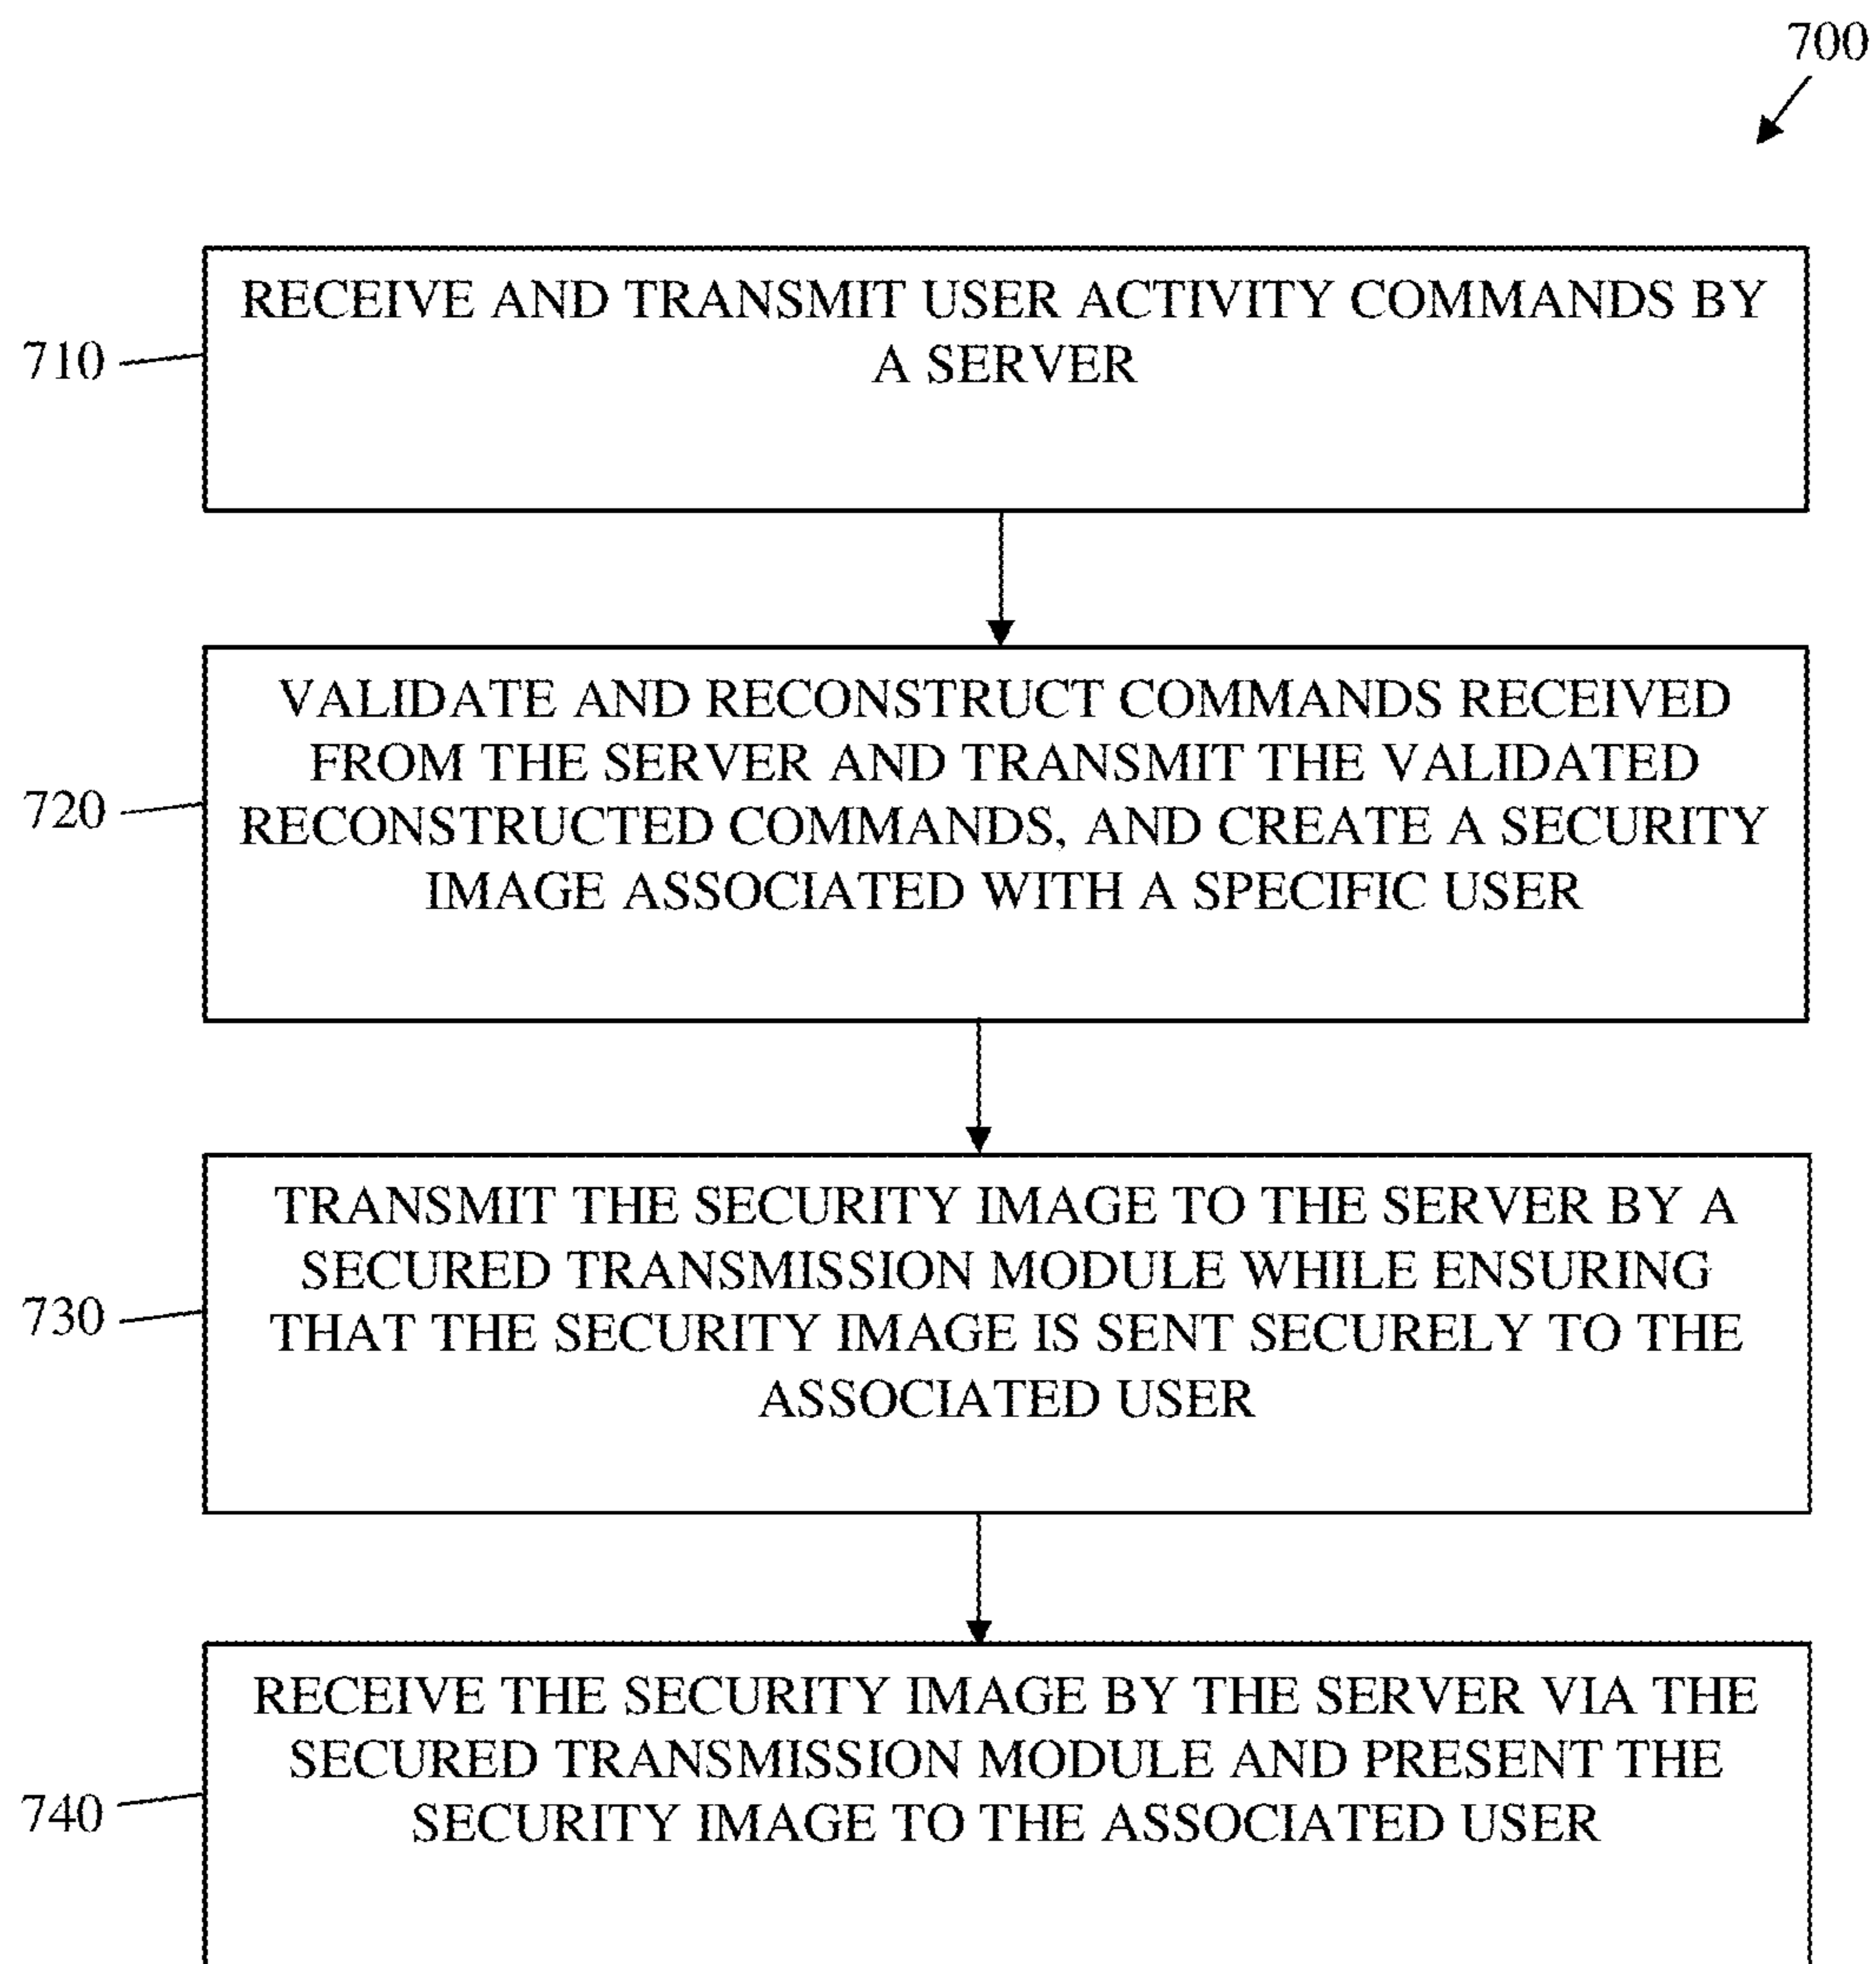 700
710
RECEIVE AND TRANSMIT USER ACTIVITY COMMANDS BY
A SERVER
720
VALIDATE AND RECONSTRUCT COMMANDS RECEIVED
FROM THE SERVER AND TRANSMIT THE VALIDATED
RECONSTRUCTED COMMANDS, AND CREATE A SECURITY
IMAGE ASSOCIATED WITH A SPECIFIC USER
730
TRANSMIT THE SECURITY IMAGE TO THE SERVER BY A
SECURED TRANSMISSION MODULE WHILE ENSURING
THAT THE SECURITY IMAGE IS SENT SECURELY TO THE
ASSOCIATED USER
740
RECEIVE THE SECURITY IMAGE BY THE SERVER VIA THE
SECURED TRANSMISSION MODULE AND PRESENT THE
SECURITY IMAGE TO THE ASSOCIATED USER